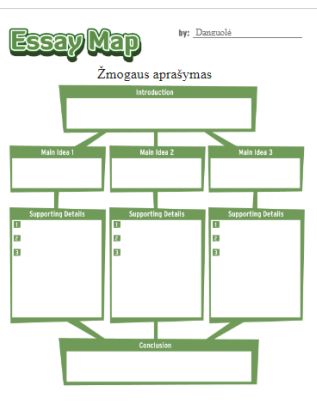 Essay Map
by: Danguolė
Žmogaus aprašymas
Introduction
Main Idea 1 Main Idea 2 Main Idea 3
Supporting Details Supporting Details Supporting Details
1 1 1
2 2 2
3 3 3
Conclusion